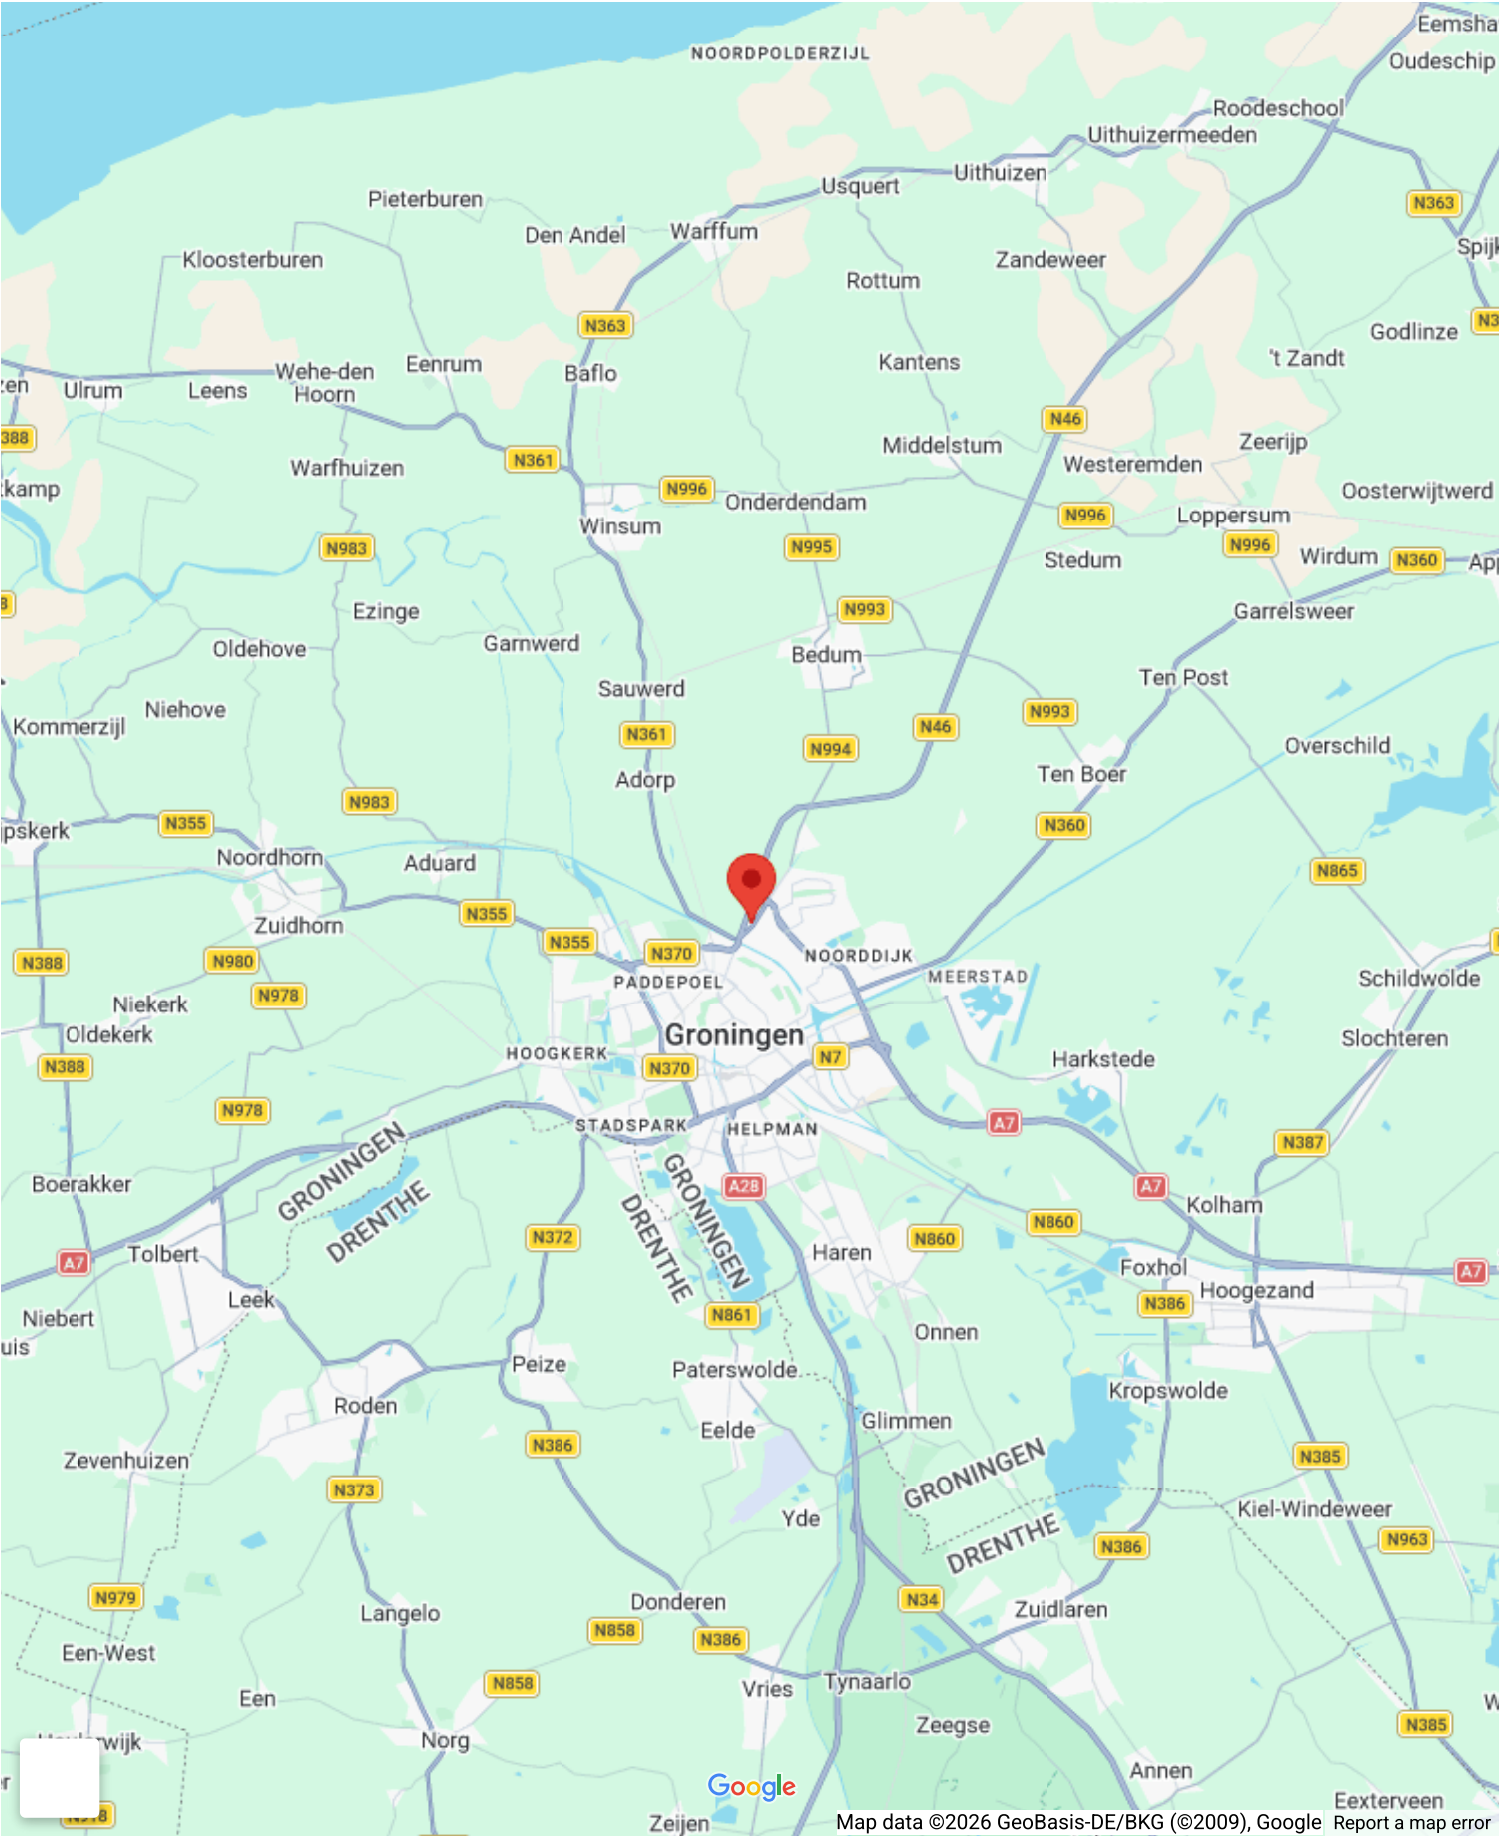 Eemsha
NOORDPOLDERZIJL
Oudeschip
Roodeschool
Uithuizermeeden
Uithuizen
Usquert
Pieterburen
N363
Den Andel
Warffum
Spijk
Kloosterburen
Zandeweer
Rottum
N363
N3
Godlinze
't Zandt
Kantens
Eenrum
Wehe-den
Hoorn
Baflo
zen
Ulrum
Leens
N46
388
Zeerijp
Middelstum
N361
Westeremden
Warfhuizen
kamp
N996
Oosterwijtwerd
Onderdendam
N996
Loppersum
Winsum
N983
N995
N996
Wirdum
N360
App
Stedum
8
Ezinge
N993
Garrelsweer
Garnwerd
Oldehove
Bedum
Ten Post
Sauwerd
Niehove
N993
Kommerzijl
N361
N46
N994
Overschild
Ten Boer
Adorp
N983
N355
N360
pskerk
Noordhorn
Aduard
N865
N355
Zuidhorn
N355
N370
NOORDDIJK
N388
N980
MEERSTAD
Schildwolde
PADDEPOEL
N978
Niekerk
Oldekerk
Groningen
Slochteren
HOOGKERK
N7
Harkstede
N388
N370
N978
A7
STADSPARK
HELPMAN
N387
GRONINGEN
DRENTHE
Boerakker
A28
A7
GRONINGEN
DRENTHE
Kolham
N860
N372
N860
Haren
Tolbert
A7
Foxhol
A7
Hoogezand
Leek
N386
Niebert
N861
Onnen
uis
Peize
Paterswolde
Kropswolde
Roden
Glimmen
Eelde
N386
N385
Zevenhuizen
GRONINGEN
DRENTHE
N373
Kiel-Windeweer
Yde
N963
N386
N979
Donderen
N34
Langelo
Zuidlaren
N858
N386
Een-West
N858
Tynaarlo
Vries
Een
W
N385
Zeegse
Norg
Annen
Google
Eexterveen
Zeijen
Map data ©2026 GeoBasis-DE/BKG (©2009), Google
Report a map error